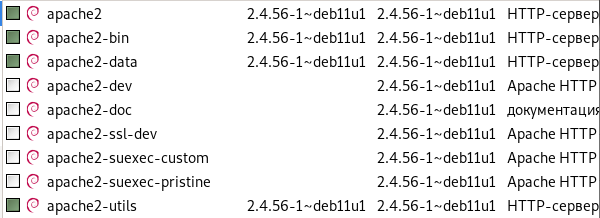 apache2 2.4.56-1~deb11u1 2.4.56-1~deb11u1 HTTP-сервер
apache2-bin 2.4.56-1~deb11u1 2.4.56-1~deb11u1 HTTP-сервер
apache2-data 2.4.56-1~deb11u1 2.4.56-1~deb11u1 HTTP-сервер
apache2-dev 2.4.56-1~deb11u1 Apache HTTP
apache2-doc 2.4.56-1~deb11u1 документация
apache2-ssl-dev 2.4.56-1~deb11u1 Apache HTTP
apache2-suexec-custom 2.4.56-1~deb11u1 Apache HTTP
apache2-suexec-pristine 2.4.56-1~deb11u1 Apache HTTP
apache2-utils 2.4.56-1~deb11u1 2.4.56-1~deb11u1 HTTP-сервер